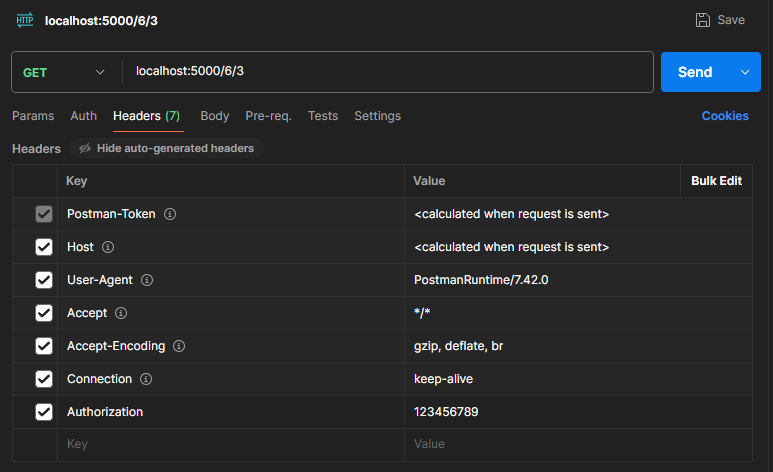 HTTP localhost:5000/6/3 Save
GET localhost:5000/6/3 Send
Params Auth Headers (7) Body Pre-req. Tests Settings Cookies
Headers Hide auto-generated headers
Key Value Bulk Edit
Postman-Token <calculated when request is sent>
Host <calculated when request is sent>
User-Agent PostmanRuntime/7.42.0
Accept */*
Accept-Encoding gzip, deflate, br
Connection keep-alive
Authorization 123456789
Key Value